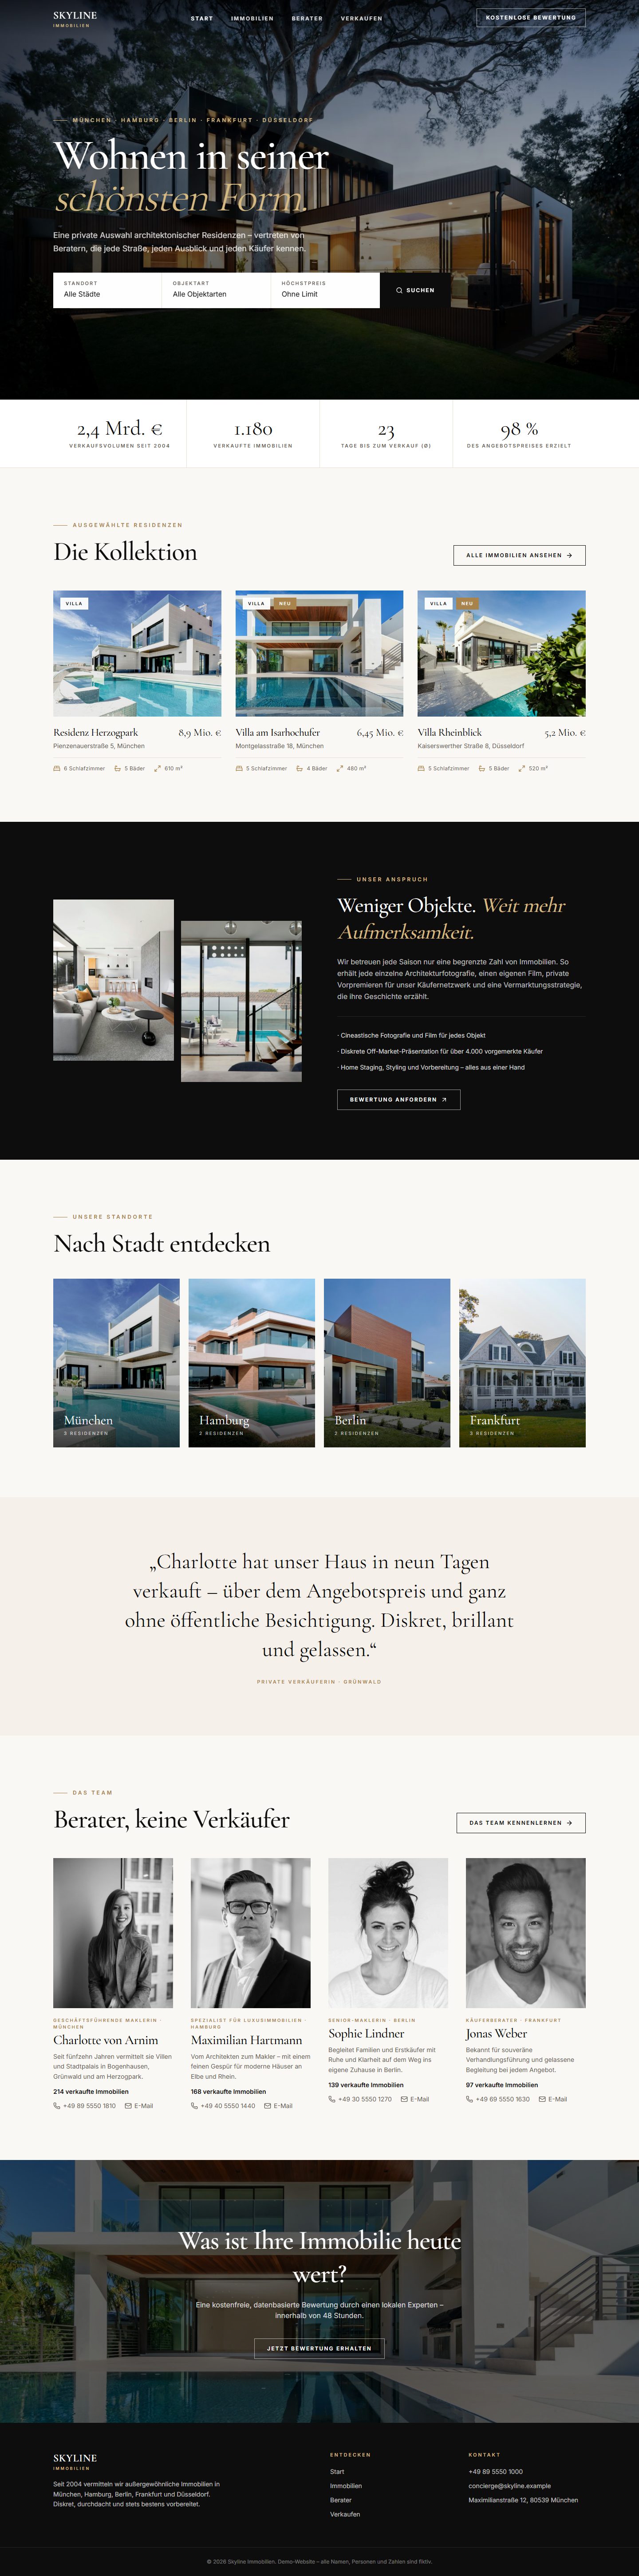 SKYLINE
IMMOBILIEN
START
IMMOBILIEN
BERATER
VERKAUFEN
KOSTENLOSE BEWERTUNG
MÜNCHEN · HAMBURG · BERLIN · FRANKFURT · DÜSSELDORF
Wohnen in seiner
schönsten Form.
Eine private Auswahl architektonischer Residenzen – vertreten von
Beratern, die jede Straße, jeden Ausblick und jeden Käufer kennen.
STANDORT
Alle Städte
OBJEKTART
Alle Objektarten
HÖCHSTPREIS
Ohne Limit
SUCHEN
2,4 Mrd. €
VERKAUFSVOLUMEN SEIT 2004
1.180
VERKAUFTE IMMOBILIEN
23
TAGE BIS ZUM VERKAUF (Ø)
98 %
DES ANGEBOTSPREISES ERZIELT
AUSGEWÄHLTE RESIDENZEN
Die Kollektion
ALLE IMMOBILIEN ANSEHEN →
VILLA
Residenz Herzogpark
8,9 Mio. €
Pienzenauerstraße 5, München
6 Schlafzimmer
5 Bäder
610 m²
VILLA
NEU
Villa am Isarhochufer
6,45 Mio. €
Montgelasstraße 18, München
5 Schlafzimmer
4 Bäder
480 m²
VILLA
NEU
Villa Rheinblick
5,2 Mio. €
Kaiserswerther Straße 8, Düsseldorf
5 Schlafzimmer
5 Bäder
520 m²
UNSER ANSPRUCH
Weniger Objekte. Weit mehr
Aufmerksamkeit.
Wir betreuen jede Saison nur eine begrenzte Zahl von Immobilien. So
erhält jede einzelne Architekturfotografie, einen eigenen Film, private
Vorpremieren für unser Käufernetzwerk und eine Vermarktungsstrategie,
die ihre Geschichte erzählt.
· Cineastische Fotografie und Film für jedes Objekt
· Diskrete Off-Market-Präsentation für über 4.000 vorgemerkte Käufer
· Home Staging, Styling und Vorbereitung – alles aus einer Hand
BEWERTUNG ANFORDERN ↗
UNSERE STANDORTE
Nach Stadt entdecken
München
3 RESIDENZEN
Hamburg
2 RESIDENZEN
Berlin
2 RESIDENZEN
Frankfurt
3 RESIDENZEN
„Charlotte hat unser Haus in neun Tagen
verkauft – über dem Angebotspreis und ganz
ohne öffentliche Besichtigung. Diskret, brillant
und gelassen.“
PRIVATE VERKÄUFERIN · GRÜNWALD
DAS TEAM
Berater, keine Verkäufer
DAS TEAM KENNENLERNEN →
GESCHÄFTSFÜHRENDE MAKLERIN ·
MÜNCHEN
Charlotte von Arnim
Seit fünfzehn Jahren vermittelt sie Villen
und Stadtpalais in Bogenhausen,
Grünwald und am Herzogpark.
214 verkaufte Immobilien
+49 89 5550 1810
E-Mail
SPEZIALIST FÜR LUXUSIMMOBILIEN ·
HAMBURG
Maximilian Hartmann
Vom Architekten zum Makler – mit einem
feinen Gespür für moderne Häuser an
Elbe und Rhein.
168 verkaufte Immobilien
+49 40 5550 1440
E-Mail
SENIOR-MAKLERIN · BERLIN
Sophie Lindner
Begleitet Familien und Erstkäufer mit
Ruhe und Klarheit auf dem Weg ins
eigene Zuhause in Berlin.
139 verkaufte Immobilien
+49 30 5550 1270
E-Mail
KÄUFERBERATER · FRANKFURT
Jonas Weber
Bekannt für souveräne
Verhandlungsführung und gelassene
Begleitung bei jedem Angebot.
97 verkaufte Immobilien
+49 69 5550 1630
E-Mail
Was ist Ihre Immobilie heute
wert?
Eine kostenfreie, datenbasierte Bewertung durch einen lokalen Experten –
innerhalb von 48 Stunden.
JETZT BEWERTUNG ERHALTEN
SKYLINE
IMMOBILIEN
Seit 2004 vermitteln wir außergewöhnliche Immobilien in
München, Hamburg, Berlin, Frankfurt und Düsseldorf.
Diskret, durchdacht und stets bestens vorbereitet.
ENTDECKEN
Start
Immobilien
Berater
Verkaufen
KONTAKT
+49 89 5550 1000
concierge@skyline.example
Maximilianstraße 12, 80539 München
© 2026 Skyline Immobilien. Demo-Website – alle Namen, Personen und Zahlen sind fiktiv.